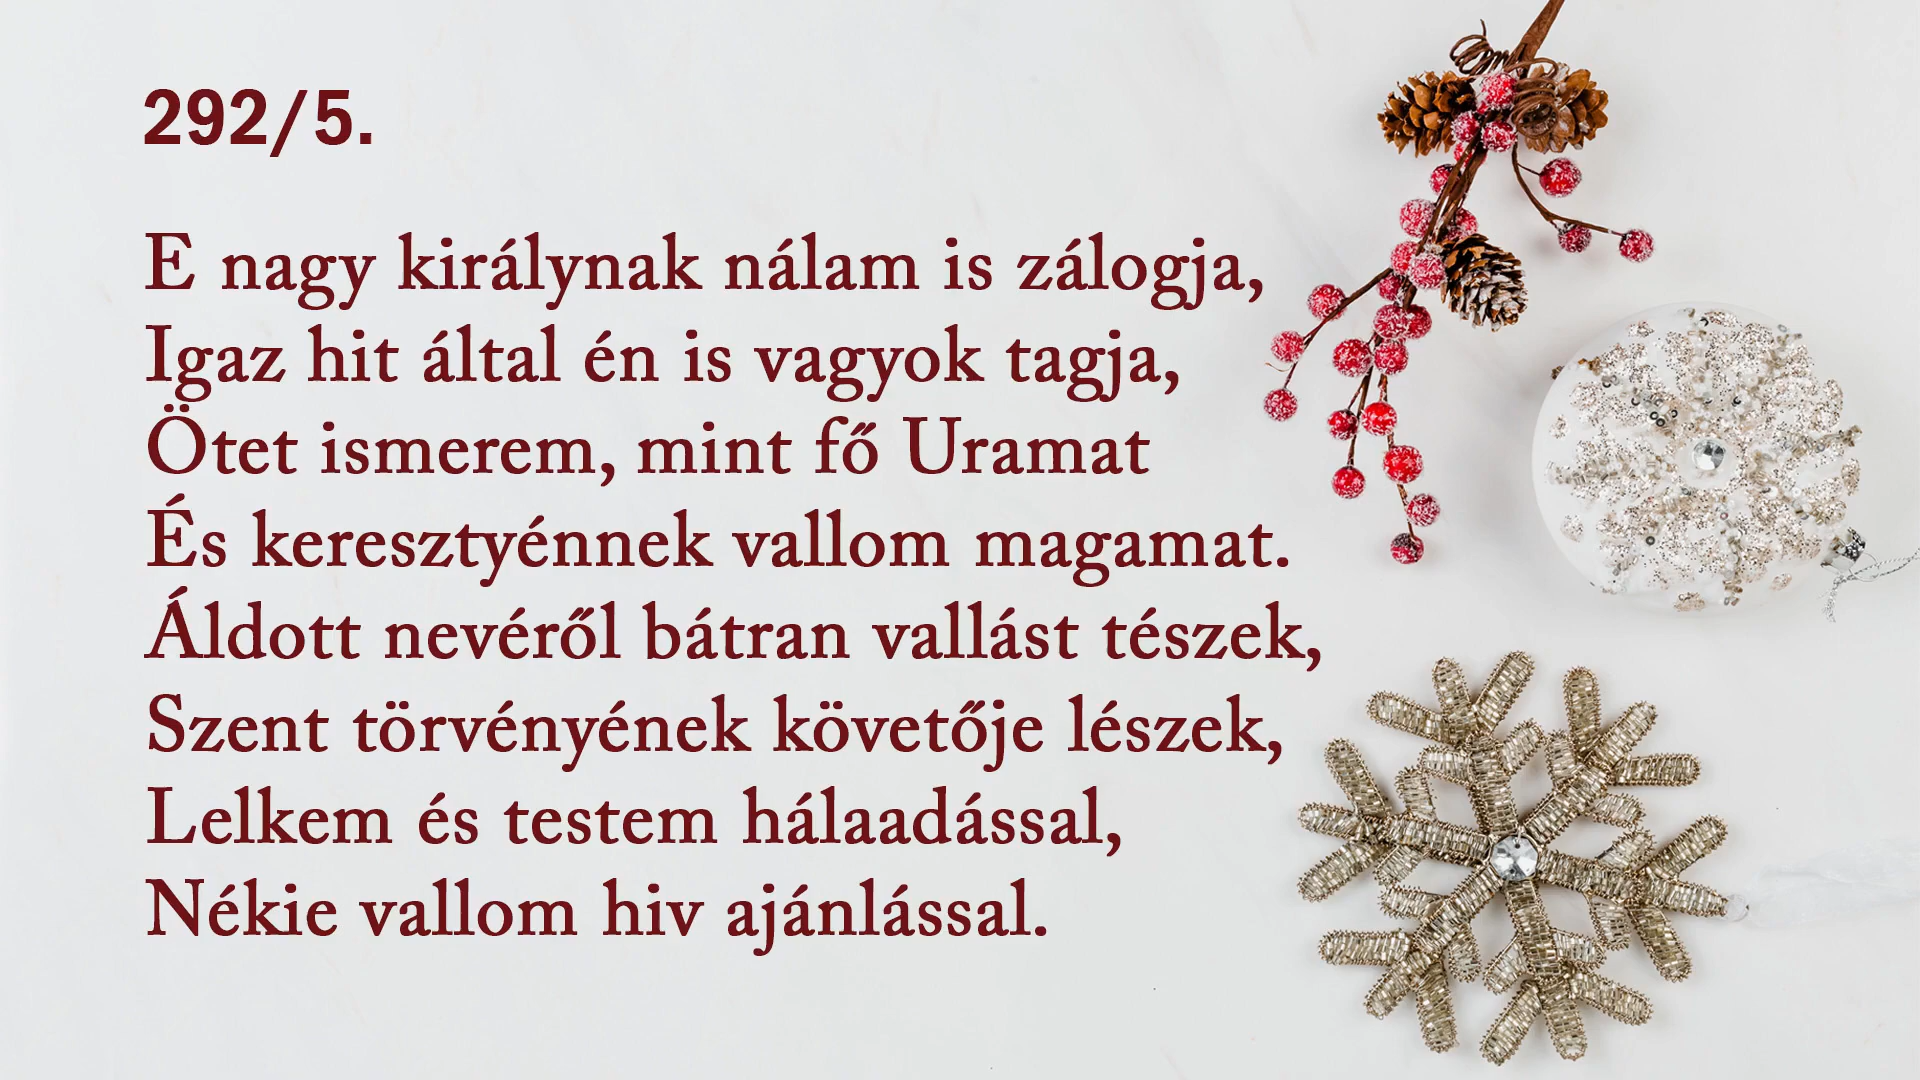 292/5.
E nagy királynak nálam is zálogja,
Igaz hit által én is vagyok tagja,
Ötet ismerem, mint fő Uramat
És keresztyénnek vallom magamat.
Áldott nevéről bátran vallást tészek,
Szent törvényének követője lészek,
Lelkem és testem hálaadással,
Nékie vallom hiv ajánlással.